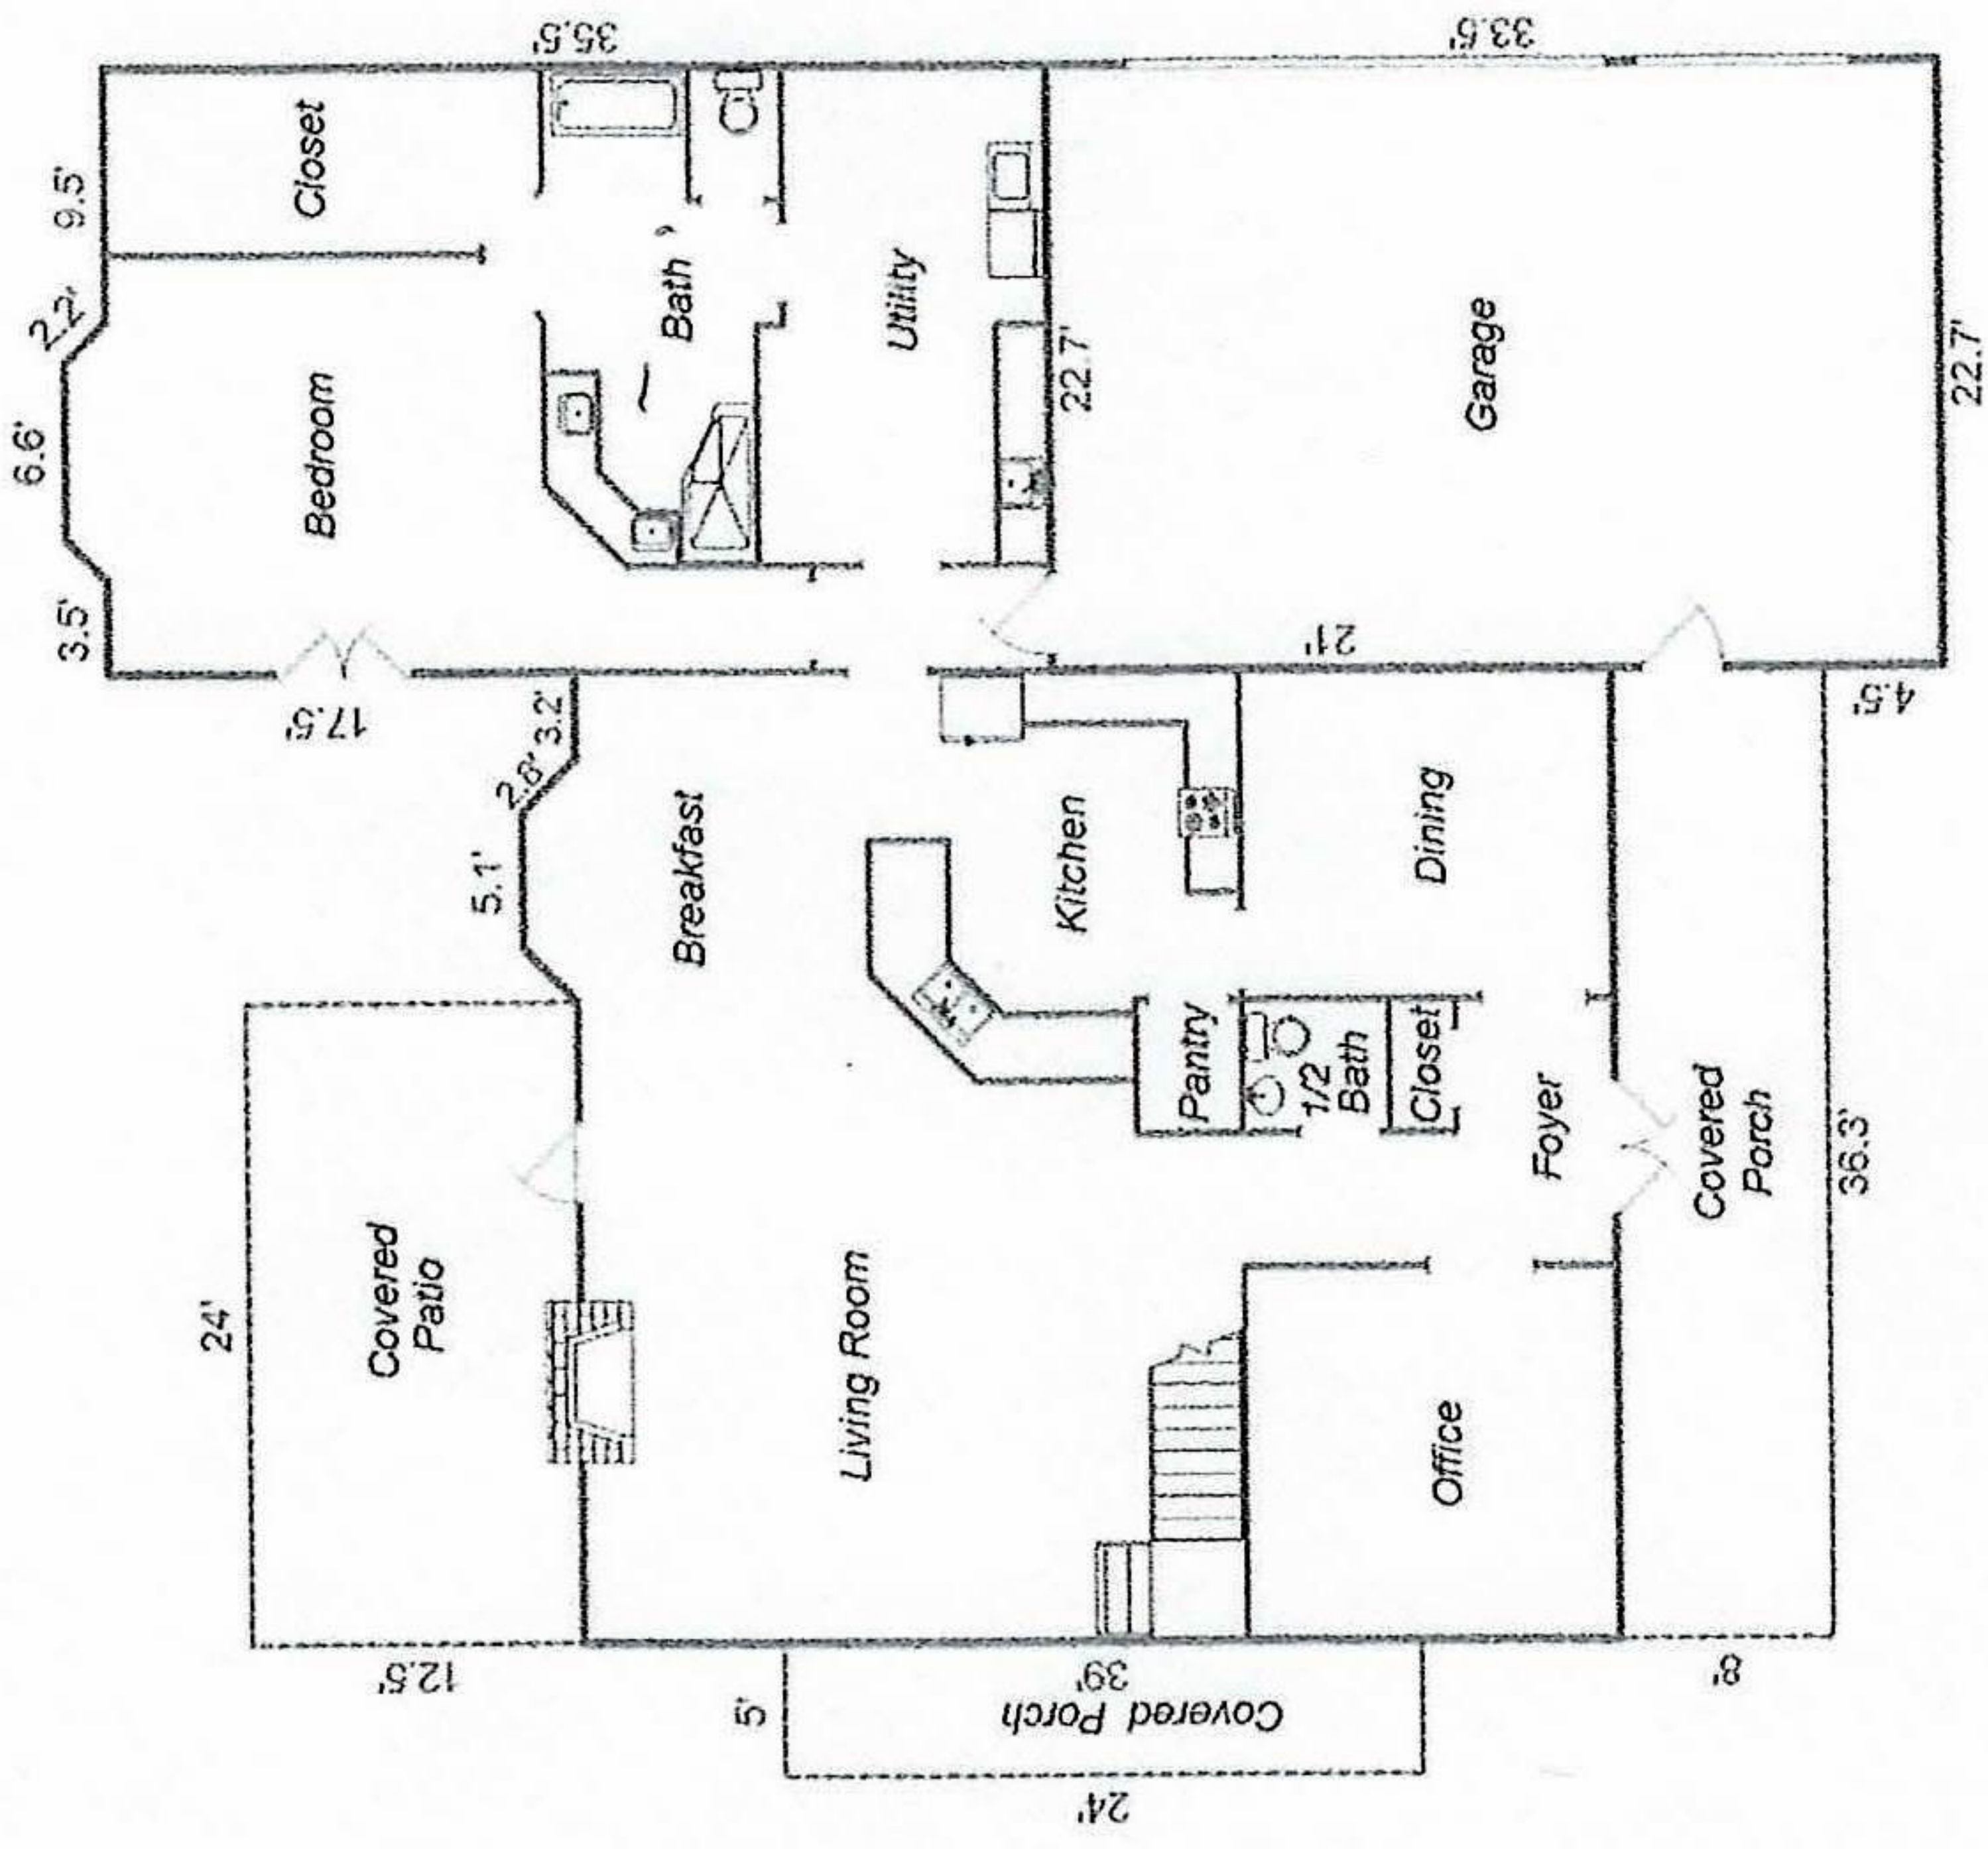 35.5'
33.5'
9.5'
2.2'
6.6'
3.5'
Closet
Bedroom
Bath
Utility
22.7'
Garage
22.7'
21'
4.5'
17.5'
3.2'
2.8'
5.1'
Breakfast
Kitchen
Dining
Pantry
1/2
Bath
Closet
Foyer
Covered
Porch
36.3'
24'
Covered
Patio
Living Room
Office
12.5'
5'
39'
Covered Porch
24'
8'